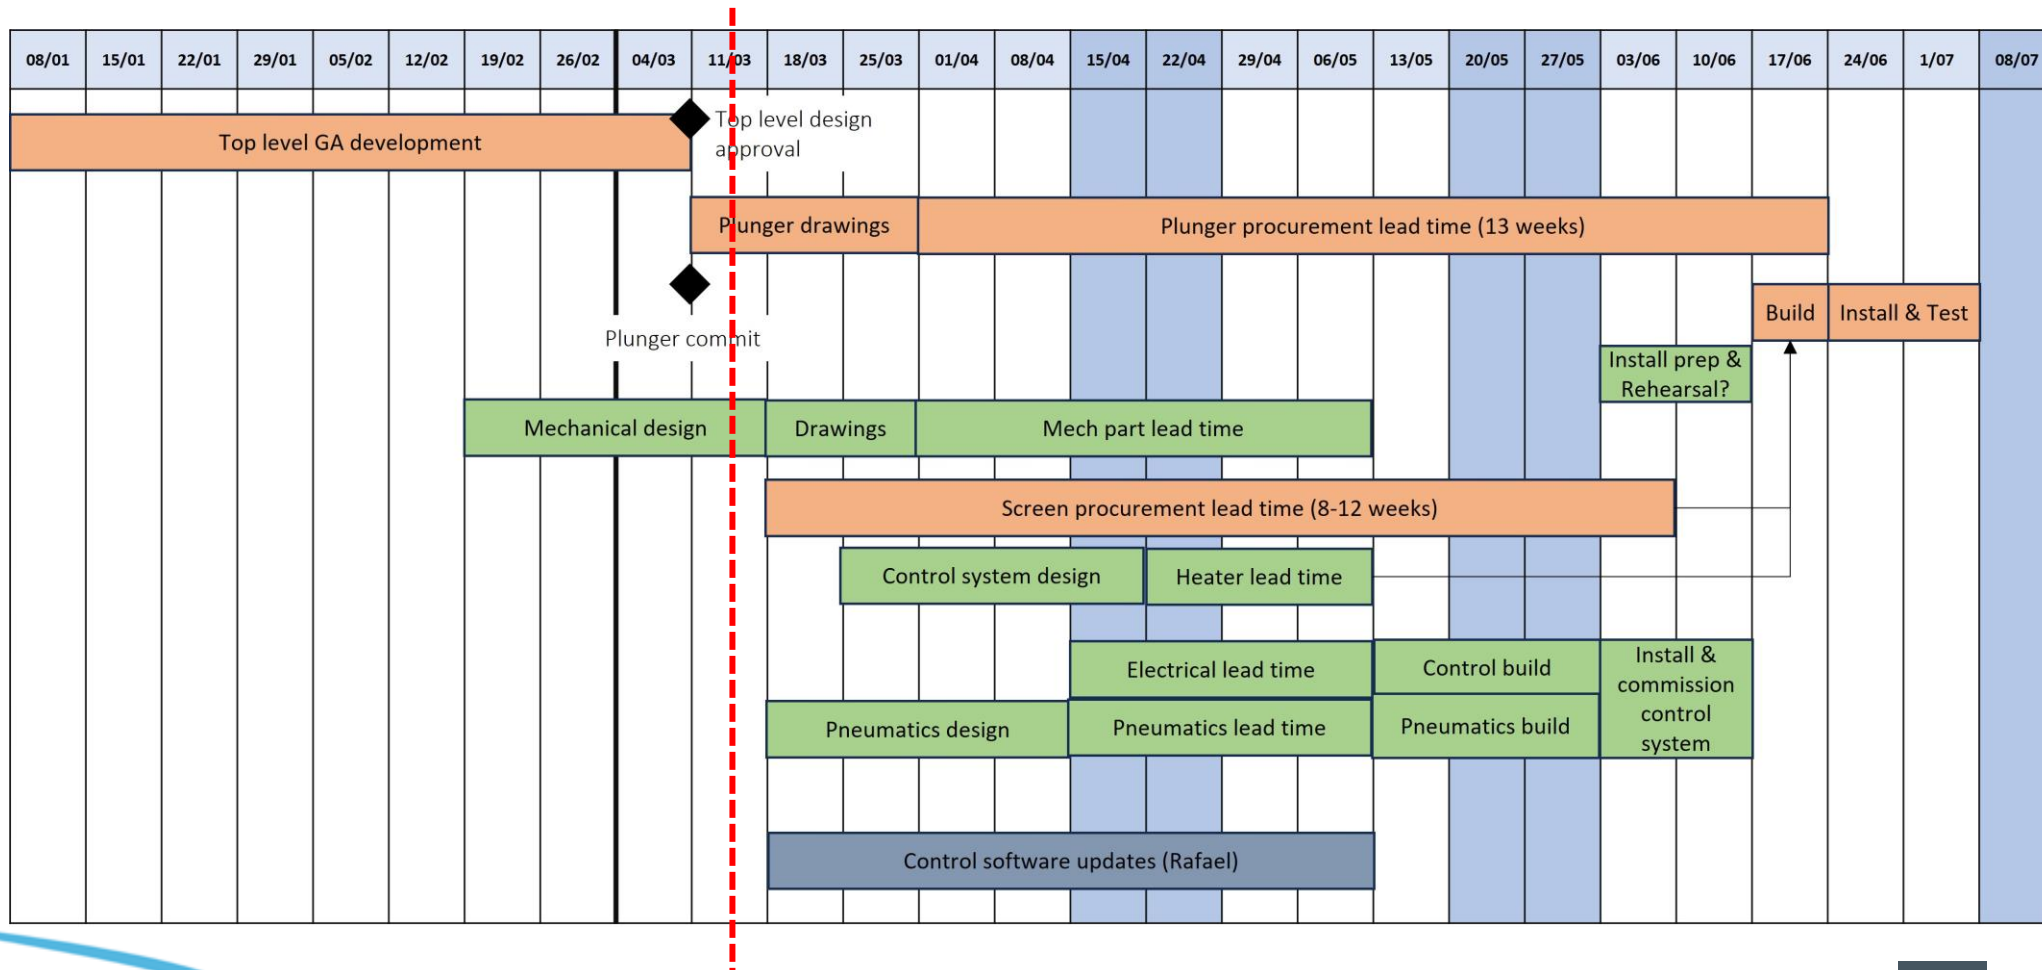 08/01 15/01 22/01 29/01 05/02 12/02 19/02 26/02 04/03 11/03 18/03 25/03 01/04 08/04 15/04 22/04 29/04 06/05 13/05 20/05 27/05 03/06 10/06 17/06 24/06 1/07 08/07
Top level GA development
Top level design
approval
Plunger drawings
Plunger procurement lead time (13 weeks)
Plunger commit
Build
Install & Test
Install prep &
Rehearsal?
Mechanical design
Drawings
Mech part lead time
Screen procurement lead time (8-12 weeks)
Control system design
Heater lead time
Electrical lead time
Control build
Install &
commission
control
system
Pneumatics design
Pneumatics lead time
Pneumatics build
Control software updates (Rafael)